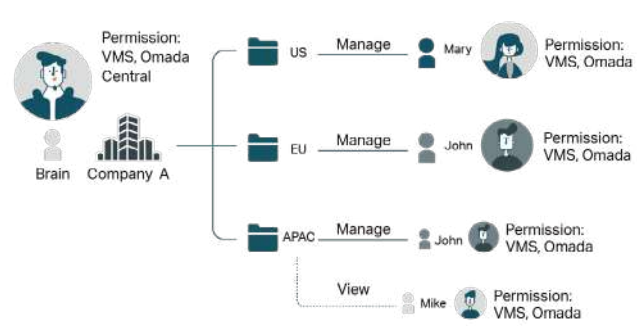 Permission:
VMS, Omada
Central
Brain
Company A
US
Manage
Mary
Permission:
VMS, Omada
EU
Manage
John
Permission:
VMS, Omada
APAC
Manage
John
Permission:
VMS, Omada
View
Mike
Permission:
VMS, Omada